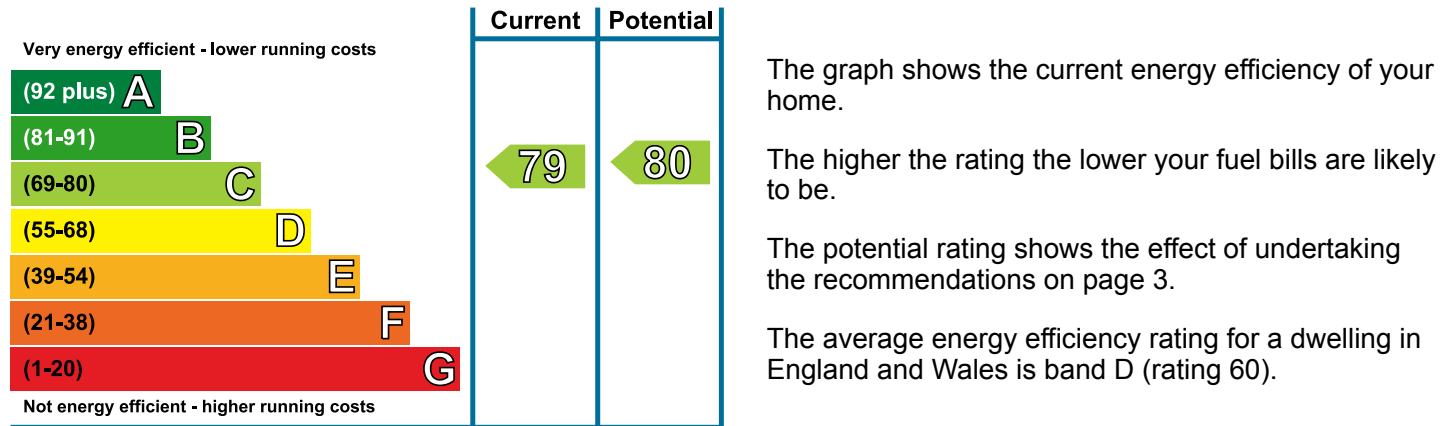 Current Potential
Very energy efficient - lower running costs
(92 plus) A
(81-91) B
(69-80) C
(55-68) D
(39-54) E
(21-38) F
(1-20) G
Not energy efficient - higher running costs
79 80
The graph shows the current energy efficiency of your
home.
The higher the rating the lower your fuel bills are likely
to be.
The potential rating shows the effect of undertaking
the recommendations on page 3.
The average energy efficiency rating for a dwelling in
England and Wales is band D (rating 60).